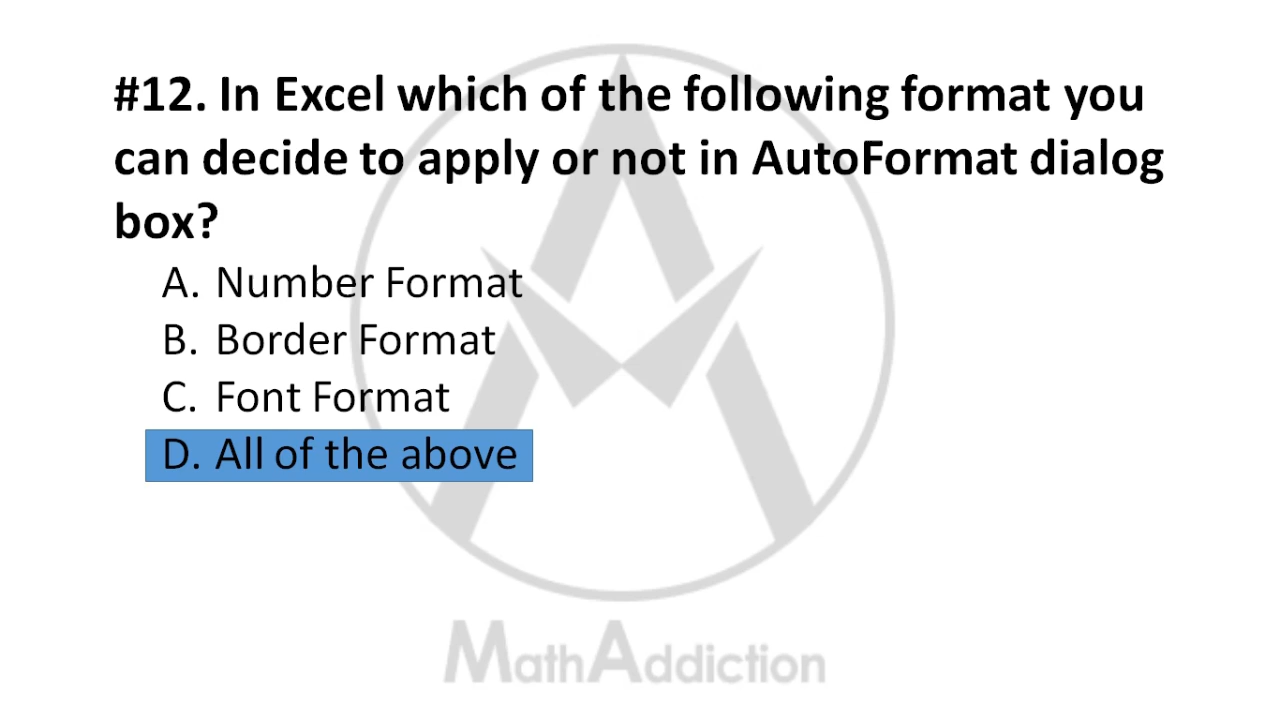 #12. In Excel which of the following format you
can decide to apply or not in AutoFormat dialog
box?
A. Number Format
B. Border Format
C. Font Format
D. All of the above
MathAddiction